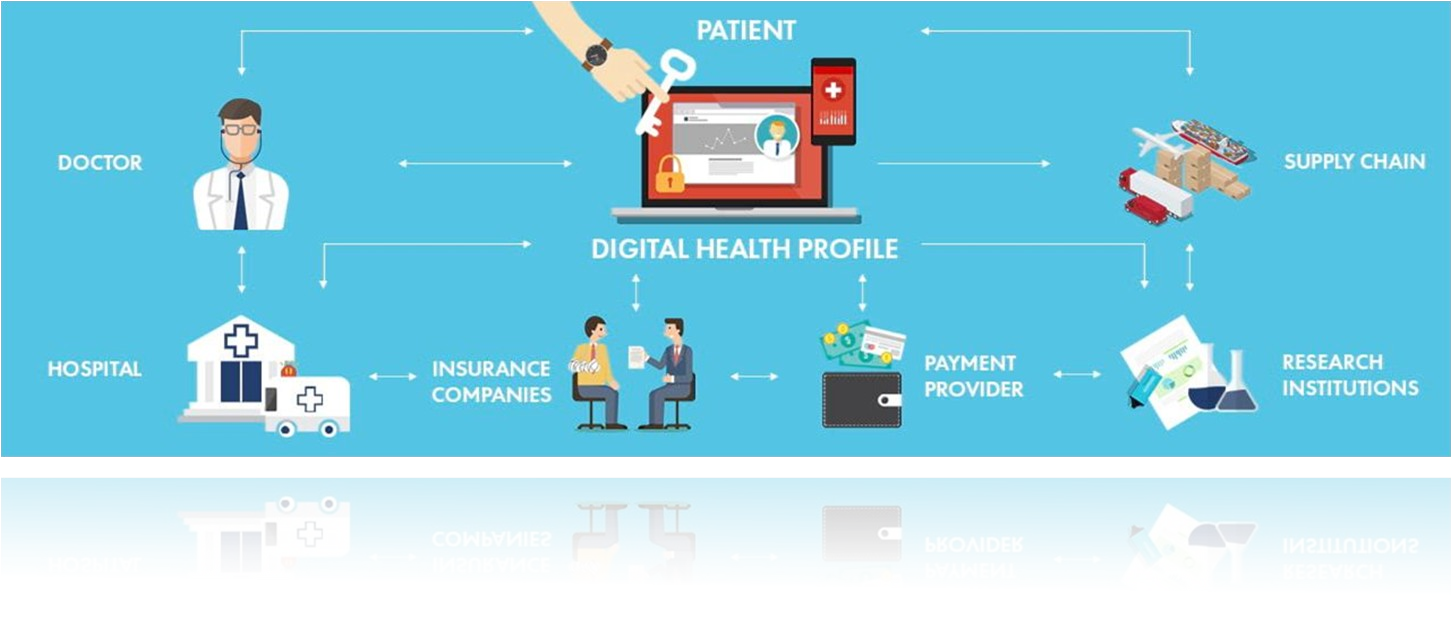 PATIENT
DOCTOR
SUPPLY CHAIN
DIGITAL HEALTH PROFILE
HOSPITAL
INSURANCE
COMPANIES
PAYMENT
PROVIDER
RESEARCH
INSTITUTIONS